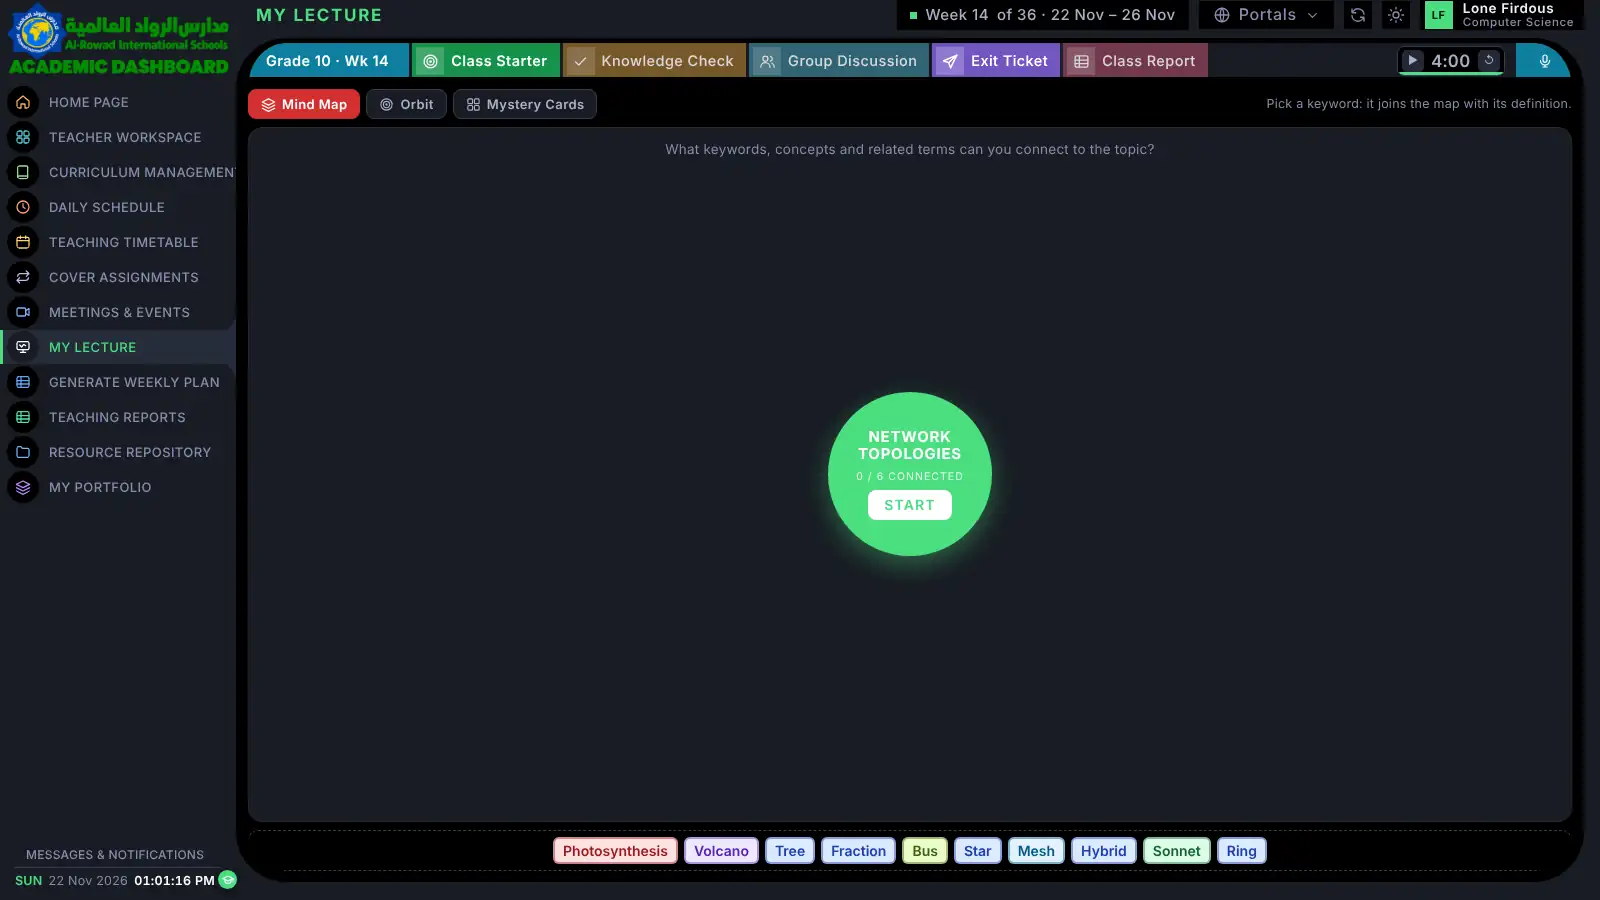 مدارس الرواد العالمية
Al-Rowad International Schools
ACADEMIC DASHBOARD
MY LECTURE
Week 14 of 36 · 22 Nov – 26 Nov
Portals
LF
Lone Firdous
Computer Science
Grade 10 · Wk 14
Class Starter
Knowledge Check
Group Discussion
Exit Ticket
Class Report
4:00
Mind Map
Orbit
Mystery Cards
Pick a keyword: it joins the map with its definition.
HOME PAGE
TEACHER WORKSPACE
CURRICULUM MANAGEMEN
DAILY SCHEDULE
TEACHING TIMETABLE
COVER ASSIGNMENTS
MEETINGS & EVENTS
MY LECTURE
GENERATE WEEKLY PLAN
TEACHING REPORTS
RESOURCE REPOSITORY
MY PORTFOLIO
What keywords, concepts and related terms can you connect to the topic?
NETWORK
TOPOLOGIES
0 / 6 CONNECTED
START
Photosynthesis
Volcano
Tree
Fraction
Bus
Star
Mesh
Hybrid
Sonnet
Ring
MESSAGES & NOTIFICATIONS
SUN 22 Nov 2026 01:01:16 PM